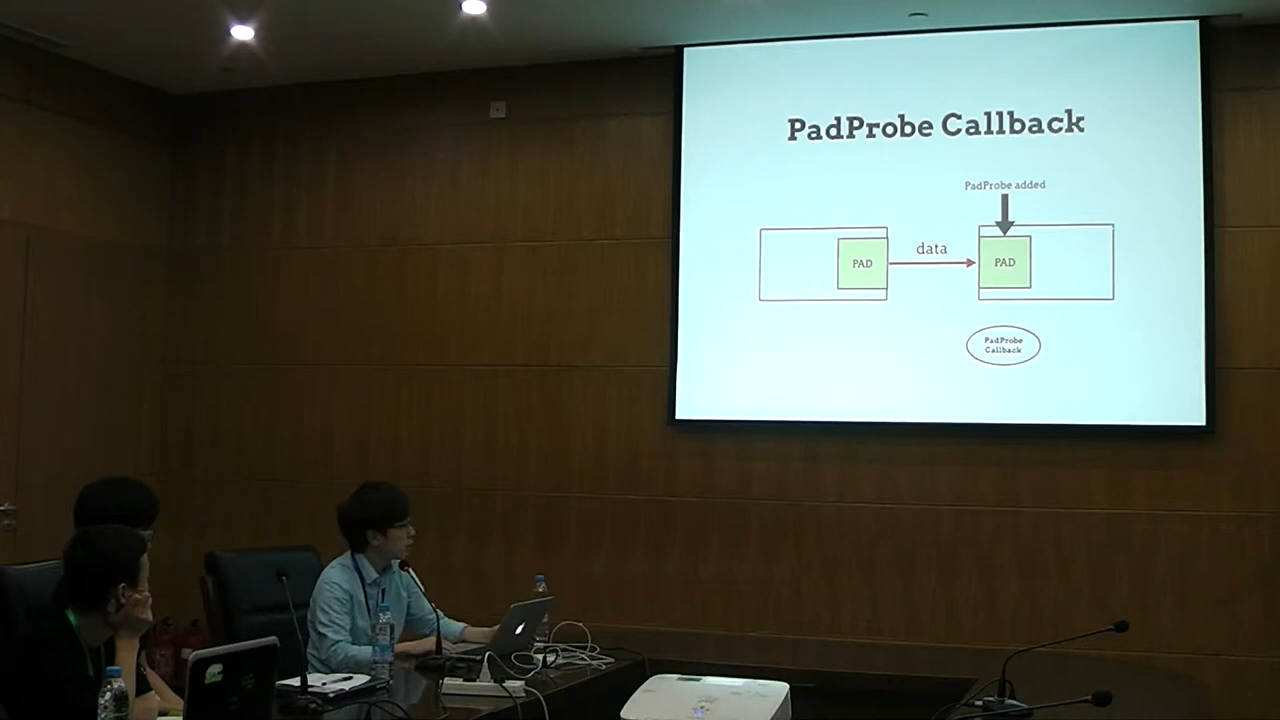 PadProbe Callback
PadProbe added
PAD
data
PAD
PadProbe
Callback